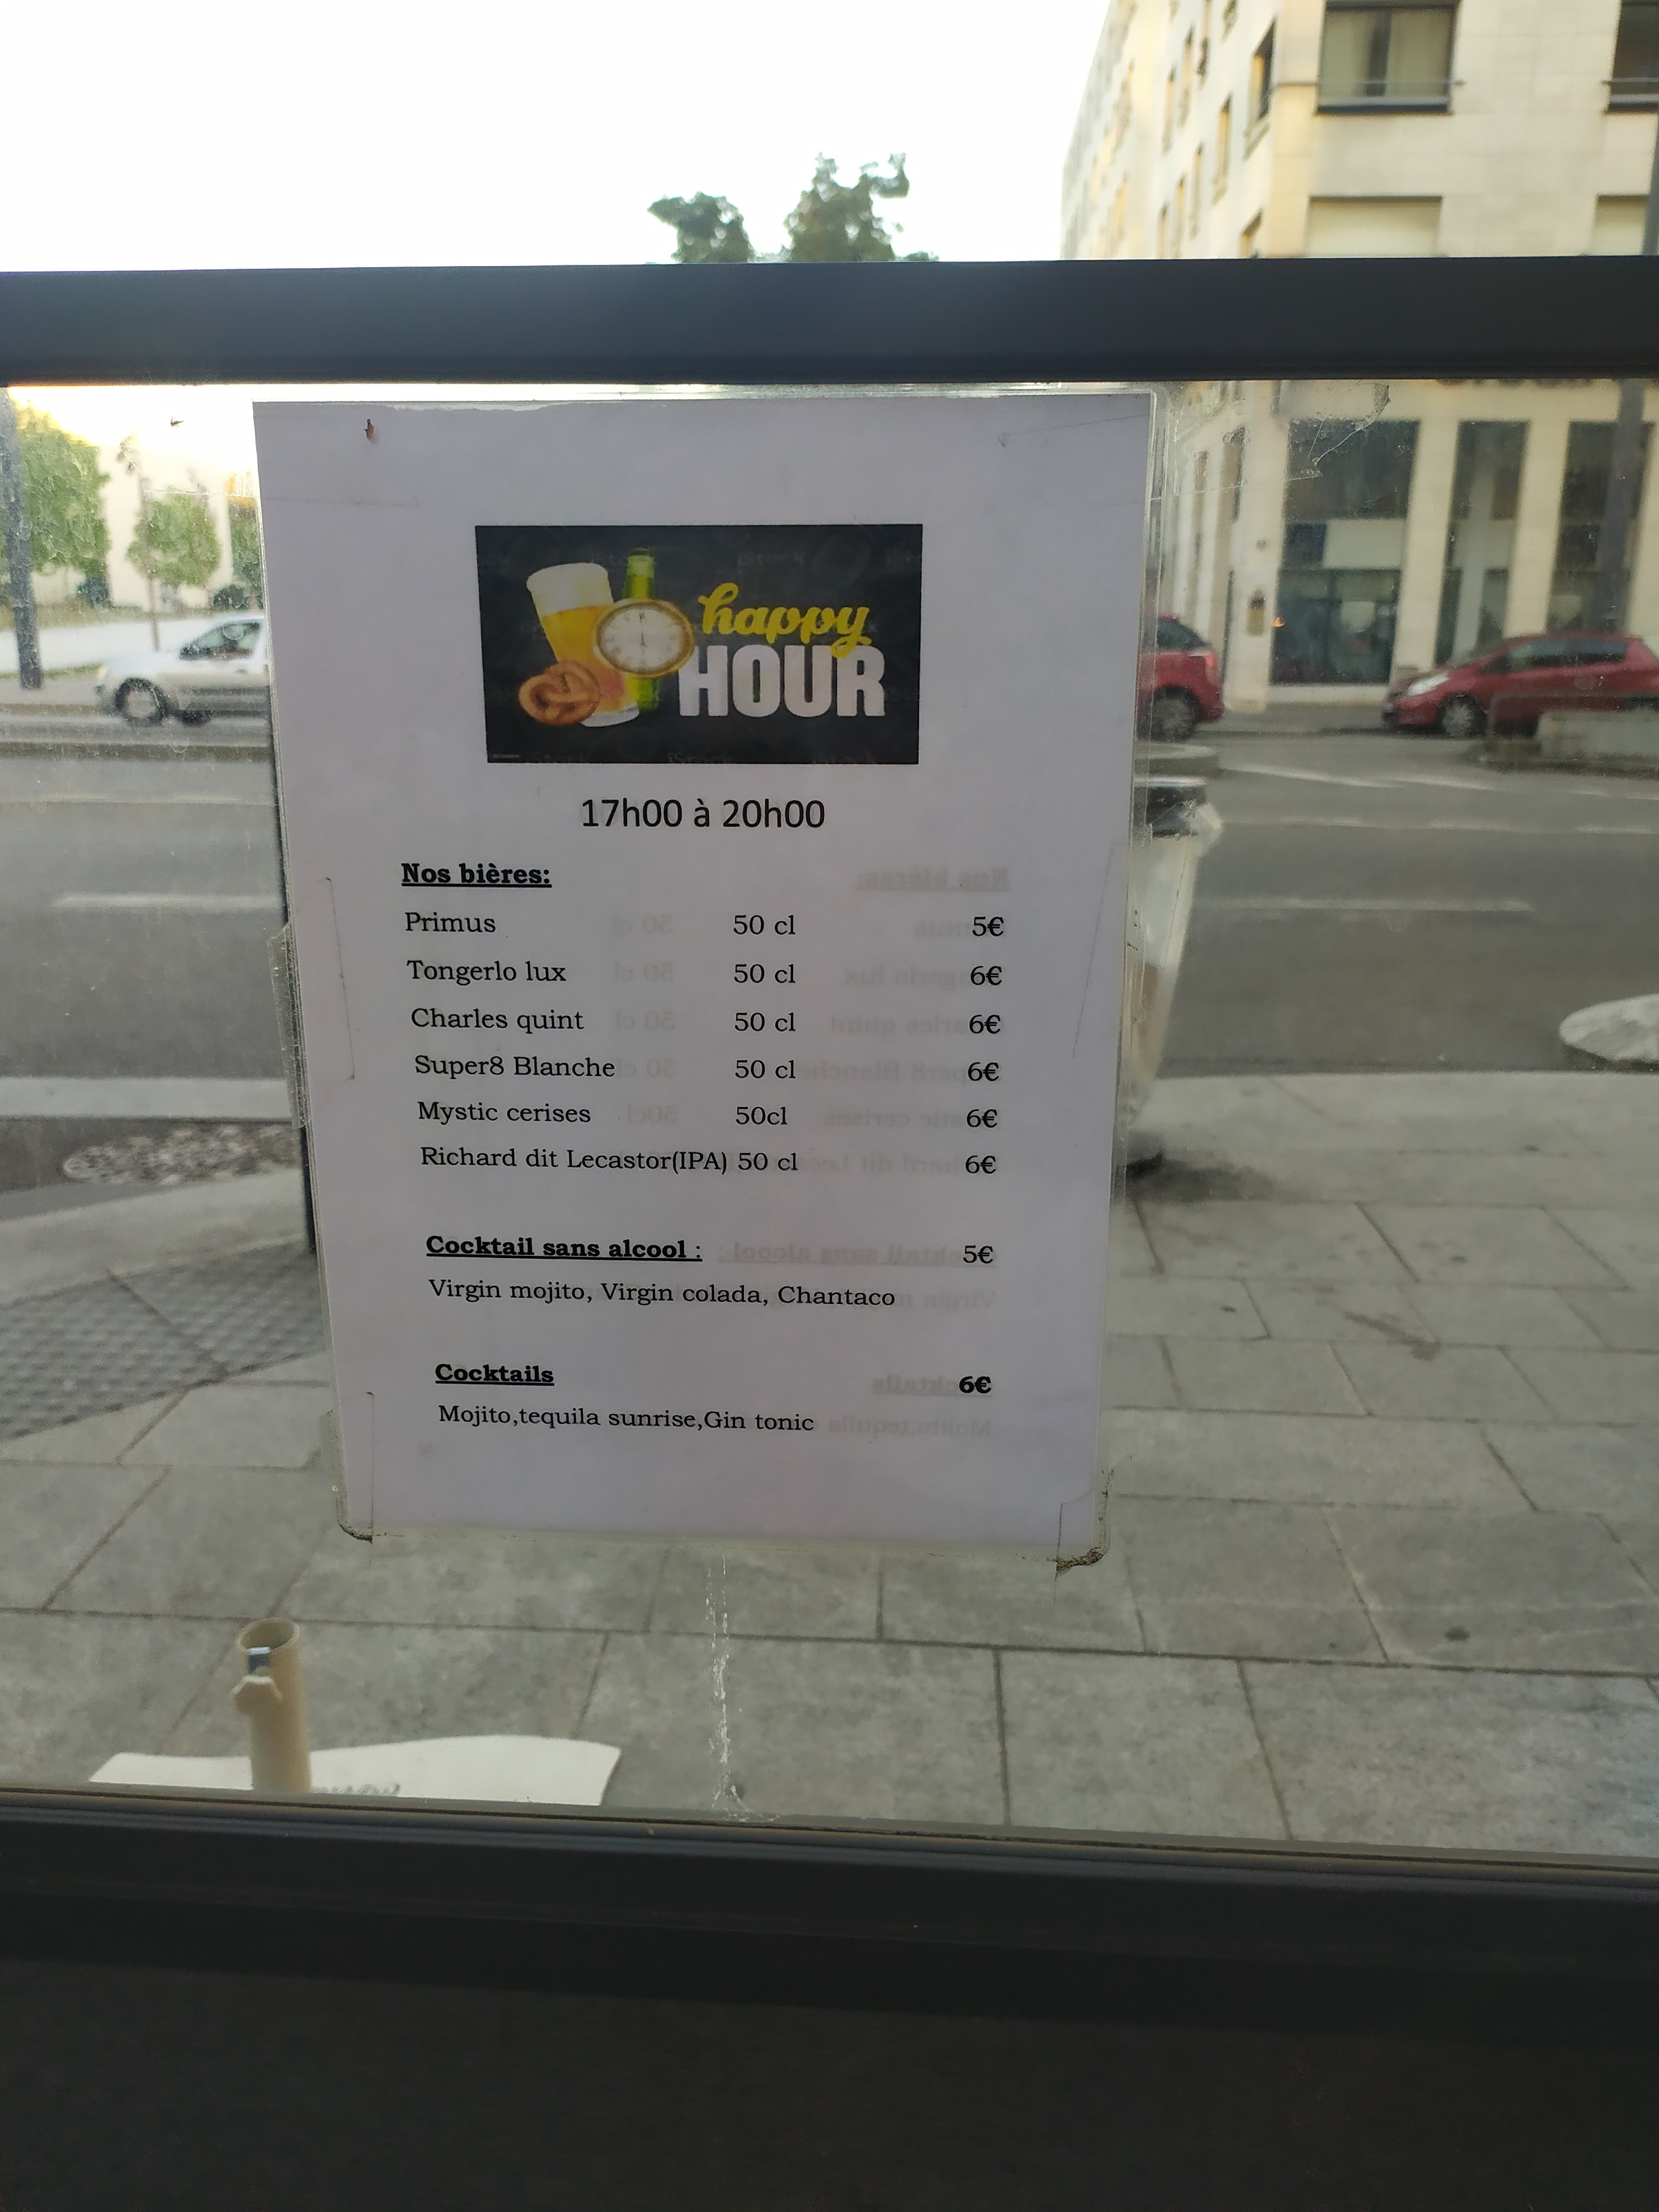 happy
HOUR
17h00 à 20h00
Nos bières:
Primus 50 cl 5€
Tongerlo lux 50 cl 6€
Charles quint 50 cl 6€
Super8 Blanche 50 cl 6€
Mystic cerises 50cl 6€
Richard dit Lecastor(IPA) 50 cl 6€
Cocktail sans alcool : 5€
Virgin mojito, Virgin colada, Chantaco
Cocktails 6€
Mojito,tequila sunrise,Gin tonic